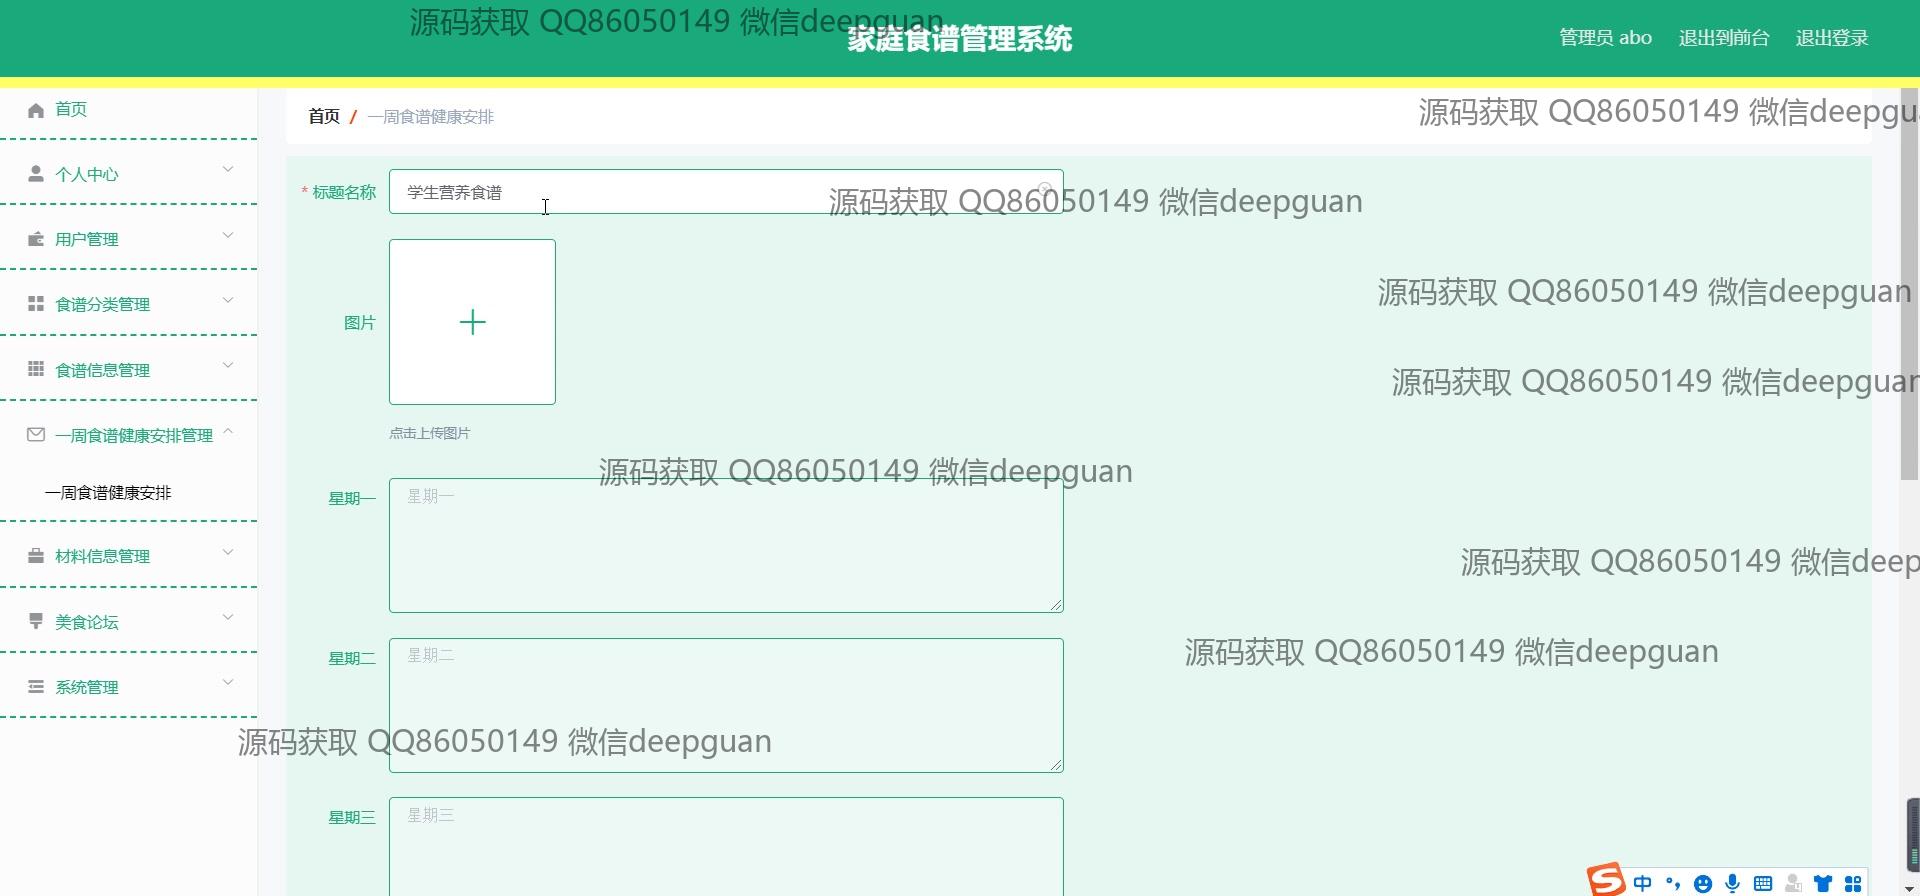 源码获取 QQ86050149 微信deepguan
家庭食谱管理系统
管理员 abo 退出到前台 退出登录
首页
首页 / 一周食谱健康安排
源码获取 QQ86050149 微信deepgu
个人中心
* 标题名称 学生营养食谱
源码获取 QQ86050149 微信deepguan
用户管理
食谱分类管理
源码获取 QQ86050149 微信deepguan
图片
食谱信息管理
源码获取 QQ86050149 微信deepguan
一周食谱健康安排管理
点击上传图片
源码获取 QQ86050149 微信deepguan
一周食谱健康安排
星期一 星期一
材料信息管理
源码获取 QQ86050149 微信deep
美食论坛
星期二 星期二
源码获取 QQ86050149 微信deepguan
系统管理
源码获取 QQ86050149 微信deepguan
星期三 星期三
中